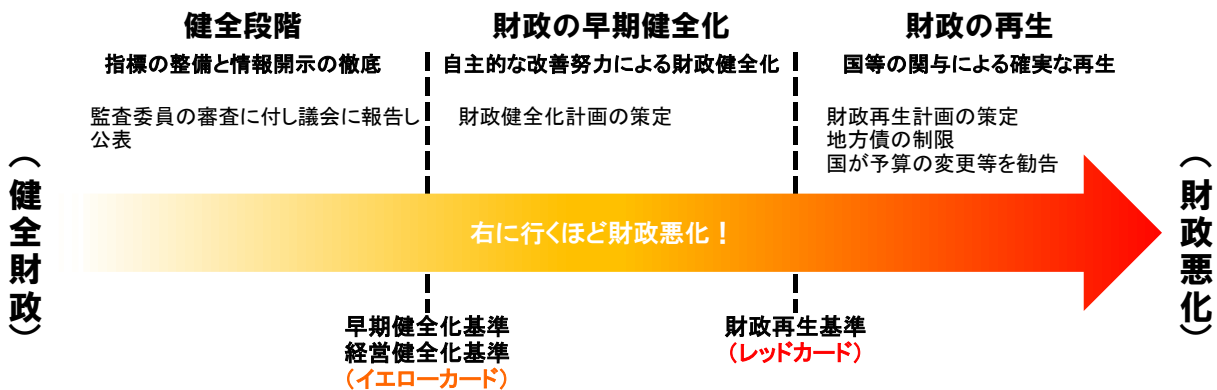 健全段階
指標の整備と情報開示の徹底
監査委員の審査に付し議会に報告し
公表
財政の早期健全化
自主的な改善努力による財政健全化
財政健全化計画の策定
財政の再生
国等の関与による確実な再生
財政再生計画の策定
地方債の制限
国が予算の変更等を勧告
（健全財政）
右に行くほど財政悪化！
（財政悪化）
早期健全化基準
経営健全化基準
（イエローカード）
財政再生基準
（レッドカード）